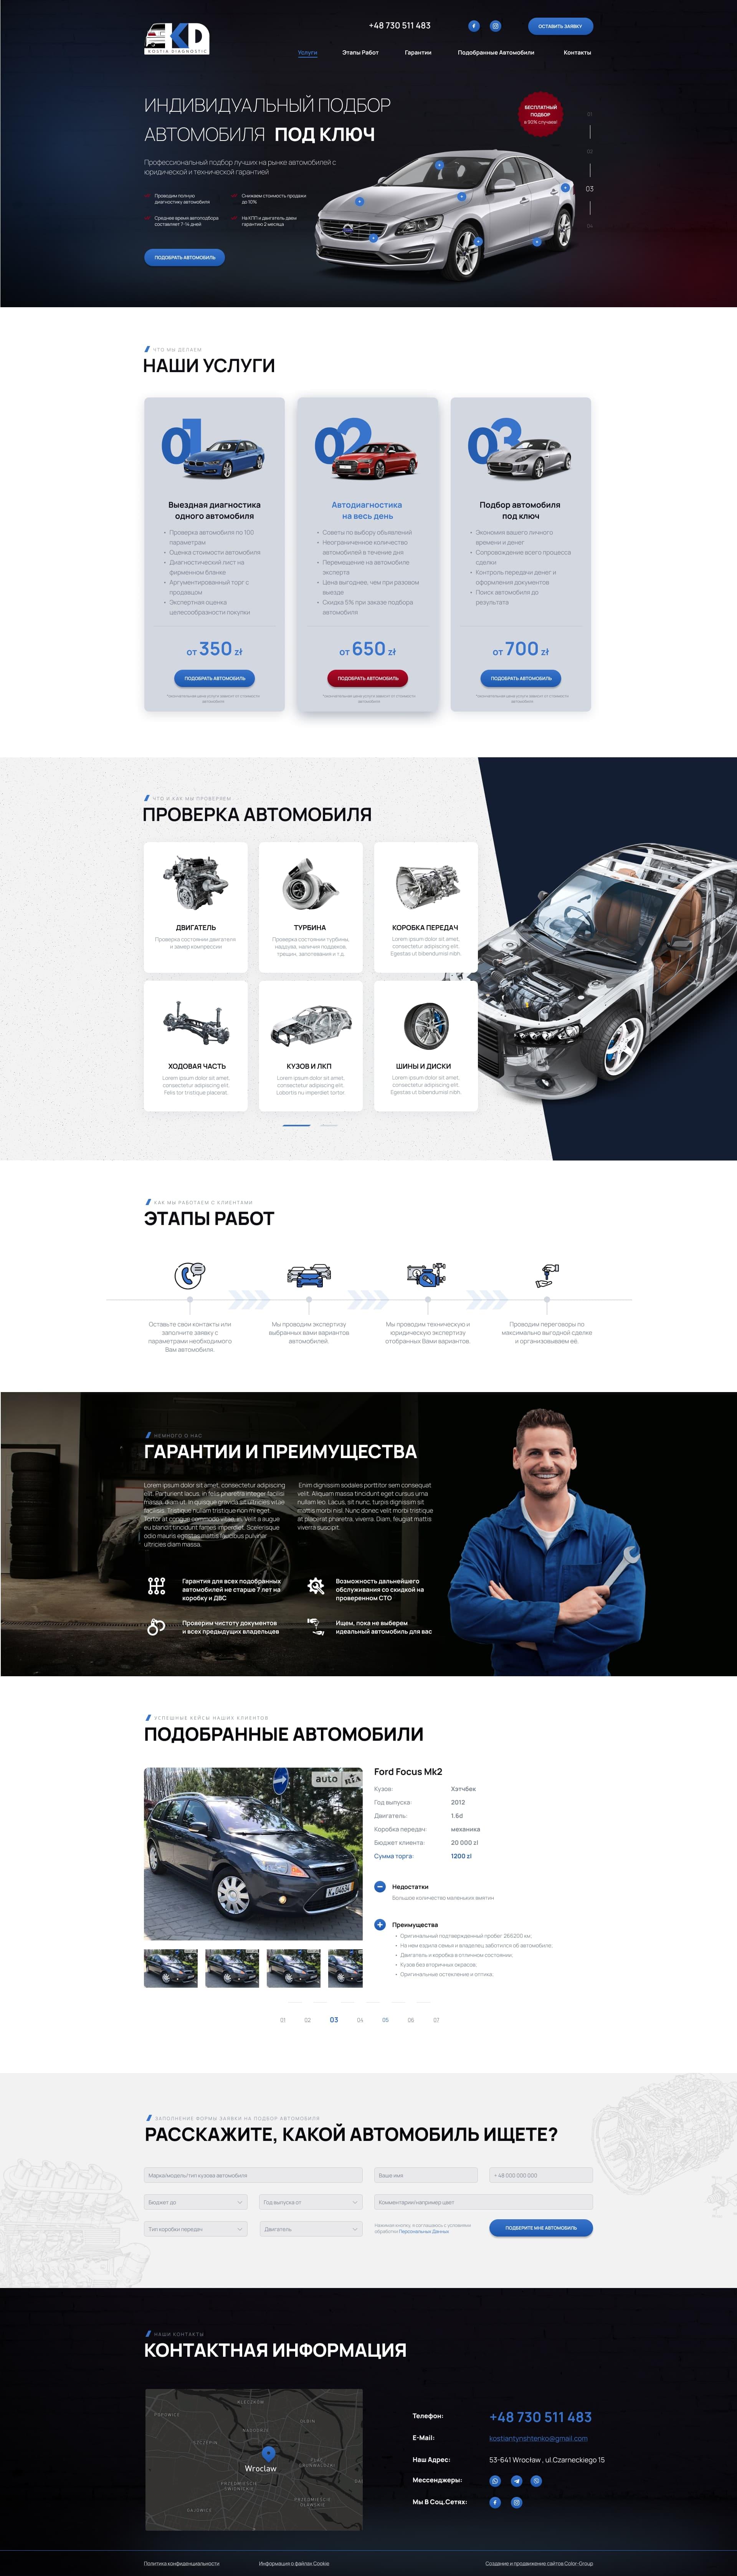 KD
KOSTIA DIAGNOSTIC
+48 730 511 483
ОСТАВИТЬ ЗАЯВКУ
Услуги
Этапы Работ
Гарантии
Подобранные Автомобили
Контакты
ИНДИВИДУАЛЬНЫЙ ПОДБОР
АВТОМОБИЛЯ ПОД КЛЮЧ
Профессиональный подбор лучших на рынке автомобилей с
юридической и технической гарантией
Проводим полную
диагностику автомобиля
Снижаем стоимость продажи
до 10%
Среднее время автоподбора
составляет 7-14 дней
На КПП и двигатель даем
гарантию 2 месяца
ПОДОБРАТЬ АВТОМОБИЛЬ
БЕСПЛАТНЫЙ
ПОДБОР
в 90% случаев!
01
02
03
04
ЧТО МЫ ДЕЛАЕМ
НАШИ УСЛУГИ
01
Выездная диагностика
одного автомобиля
• Проверка автомобиля по 100
параметрам
• Оценка стоимости автомобиля
• Диагностический лист на
фирменном бланке
• Аргументированный торг с
продавцом
• Экспертная оценка
целесообразности покупки
от 350 zł
ПОДОБРАТЬ АВТОМОБИЛЬ
02
Автодиагностика
на весь день
• Советы по выбору объявлений
• Неограниченное количество
автомобилей в течение дня
• Перемещение на автомобиле
эксперта
• Цена выгоднее, чем при разовом
выезде
• Скидка 5% при заказе подбора
автомобиля
от 650 zł
ПОДОБРАТЬ АВТОМОБИЛЬ
03
Подбор автомобиля
под ключ
• Экономия вашего личного
времени и денег
• Сопровождение всего процесса
сделки
• Контроль передачи денег и
оформления документов
• Поиск автомобиля до
результата
от 700 zł
ПОДОБРАТЬ АВТОМОБИЛЬ
ЧТО И КАК МЫ ПРОВЕРЯЕМ
ПРОВЕРКА АВТОМОБИЛЯ
ДВИГАТЕЛЬ
Проверка состояния двигателя
и замер компрессии
ТУРБИНА
Проверка состояния турбины,
наддува, наличия подвижек,
трещин, запотевания и т.д.
КОРОБКА ПЕРЕДАЧ
Lorem ipsum dolor sit amet,
consectetur adipiscing elit.
Egestas ut bibendumisl nibh.
ХОДОВАЯ ЧАСТЬ
Lorem ipsum dolor sit amet,
consectetur adipiscing elit.
Felis tor tristique placerat.
КУЗОВ И ЛКП
Lorem ipsum dolor sit amet,
consectetur adipiscing elit.
Lobortis nu imperdiet tortor.
ШИНЫ И ДИСКИ
Lorem ipsum dolor sit amet,
consectetur adipiscing elit.
Egestas ut bibendumisl nibh.
КАК МЫ РАБОТАЕМ С КЛИЕНТАМИ
ЭТАПЫ РАБОТ
Оставьте свои контакты или
заполните заявку с
параметрами необходимого
Вам автомобиля.
Мы проводим экспертизу
выбранных вами вариантов
автомобилей.
Мы проводим техническую и
юридическую экспертизу
отобранных Вами вариантов.
Проводим переговоры по
максимально выгодной сделке
и организовываем её.
НЕМНОГО О НАС
ГАРАНТИИ И ПРЕИМУЩЕСТВА
Lorem ipsum dolor sit amet, consectetur adipiscing
elit. Parturient lacus, in felis pharetra integer facilisi
massa, diam ut. In quisque gravida sit ultricies vitae
facilisis. Tristique nullam tristique non mi eget.
Tortor at congue commodo vitae, in. Velit a augue
eu blandit tincidunt fames imperdiet. Scelerisque
odio mauris egestas mattis faucibus pulvinar
ultricies diam massa.
Enim dignissim sodales porttitor sem consequat
velit. Aliquam massa tincidunt eget cursus urna
nullam leo. Lacus, sit nunc, turpis dignissim sit
mattis morbi nisl. Nunc donec velit morbi tristique
at placerat pharetra, viverra. Diam, feugiat mattis
viverra suscipit.
Гарантия для всех подобранных
автомобилей не старше 7 лет на
коробку и ДВС
Возможность дальнейшего
обслуживания со скидкой на
проверенном СТО
Проверим чистоту документов
и всех предыдущих владельцев
Ищем, пока не выберем
идеальный автомобиль для вас
УСПЕШНЫЕ КЕЙСЫ НАШИХ КЛИЕНТОВ
ПОДОБРАННЫЕ АВТОМОБИЛИ
auto RIA
Ford Focus Mk2
Кузов: Хэтчбек
Год выпуска: 2012
Двигатель: 1.6d
Коробка передач: механика
Бюджет клиента: 20 000 zl
Сумма торга: 1200 zl
Недостатки
Большое количество маленьких вмятин
Преимущества
• Оригинальный подтвержденный пробег 266200 км;
• На нем ездила семья и владелец заботился об автомобиле;
• Двигатель и коробка в отличном состоянии;
• Кузов без вторичных окрасов;
• Оригинальные остекление и оптика;
01
02
03
04
05
06
07
ЗАПОЛНЕНИЕ ФОРМЫ ЗАЯВКИ НА ПОДБОР АВТОМОБИЛЯ
РАССКАЖИТЕ, КАКОЙ АВТОМОБИЛЬ ИЩЕТЕ?
Марка/модель/тип кузова автомобиля
Ваше имя
+ 48 000 000 000
Бюджет до
Год выпуска от
Комментарии/например цвет
Тип коробки передач
Двигатель
Нажимая кнопку, я соглашаюсь с условиями
обработки Персональных Данных
ПОДБЕРИТЕ МНЕ АВТОМОБИЛЬ
НАШИ КОНТАКТЫ
КОНТАКТНАЯ ИНФОРМАЦИЯ
POPOWICE
KLECZKÓW
OŁBIN
NADODRZE
SZCZEPIN
PLAC
GRUNWALDZKI
Wroclaw
PRZEDMIEŚCIE
ŚWIDNICKIE
PRZEDMIEŚCIE
OŁAWSKIE
GAJOWICE
Телефон: +48 730 511 483
E-Mail: kostiantynshtenko@gmail.com
Наш Адрес: 53-641 Wrocław , ul.Czarneckiego 15
Мессенджеры:
Мы В Соц.Сетях:
Политика конфиденциальности
Информация о файлах Cookie
Создание и продвижение сайтов Color-Group